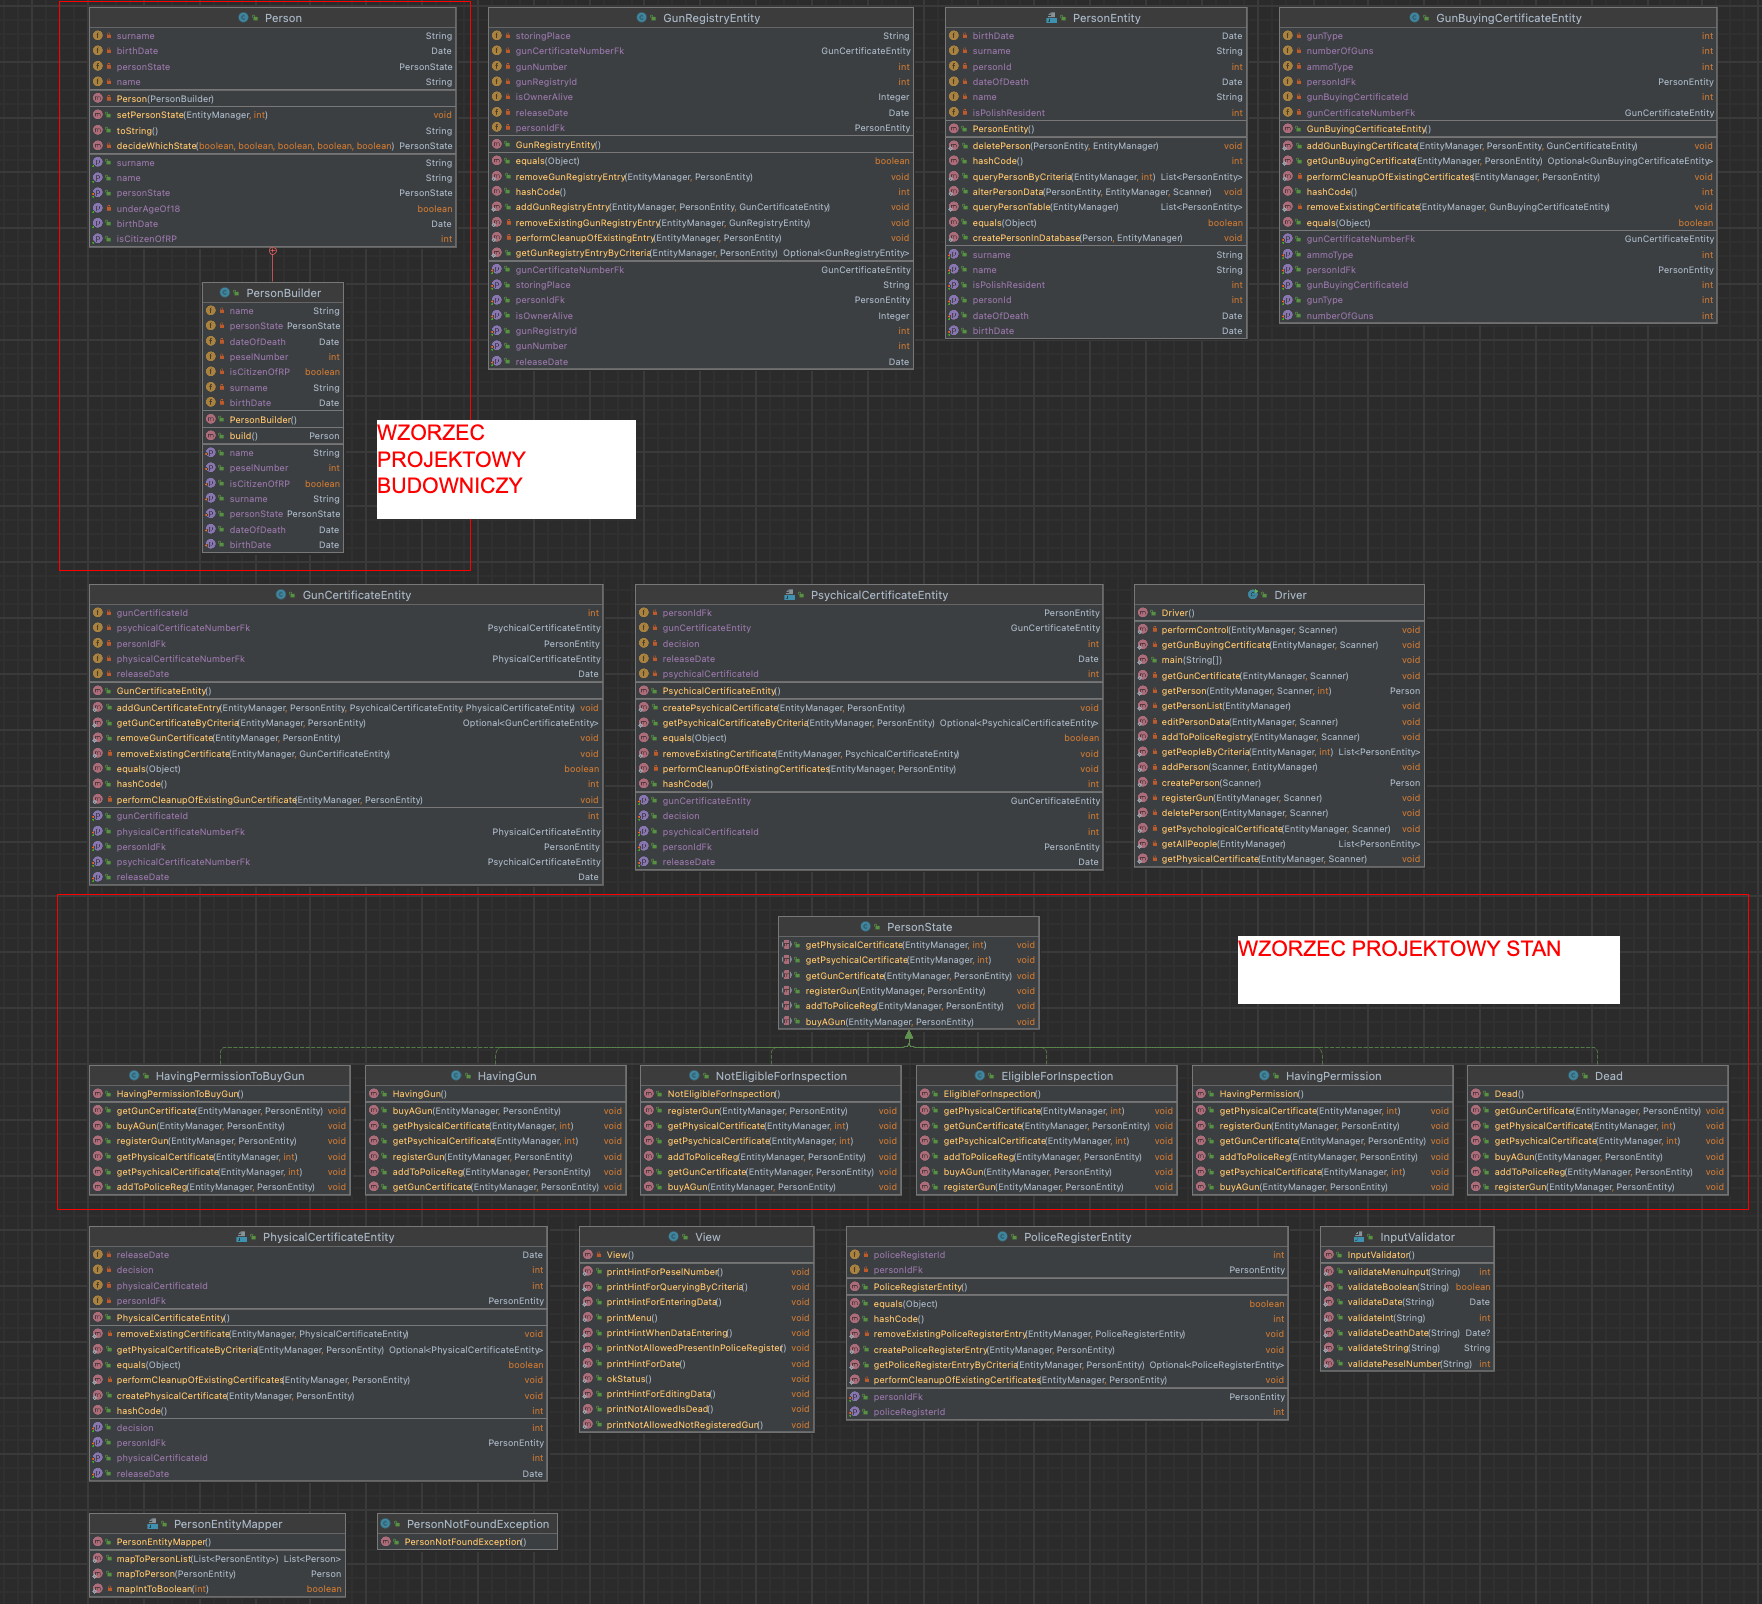 Person
surname String
birthDate Date
personState PersonState
name String
Person(PersonBuilder)
setPersonState(EntityManager, int) void
toString() String
decideWhichState(boolean, boolean, boolean, boolean, boolean) PersonState
surname String
name String
personState PersonState
underAgeOf18 boolean
birthDate Date
isCitizenOfRP int
PersonBuilder
name String
personState PersonState
dateOfDeath Date
peselNumber int
isCitizenOfRP boolean
surname String
birthDate Date
PersonBuilder()
build() Person
name String
peselNumber int
isCitizenOfRP boolean
surname String
personState PersonState
dateOfDeath Date
birthDate Date
WZORZEC
PROJEKTOWY
BUDOWNICZY
GunRegistryEntity
storingPlace String
gunCertificateNumberFk GunCertificateEntity
gunNumber int
gunRegistryId int
isOwnerAlive Integer
releaseDate Date
personIdFk PersonEntity
GunRegistryEntity()
equals(Object) boolean
removeGunRegistryEntry(EntityManager, PersonEntity) void
hashCode() int
addGunRegistryEntry(EntityManager, PersonEntity, GunCertificateEntity) void
removeExistingGunRegistryEntry(EntityManager, GunRegistryEntity) void
performCleanupOfExistingEntry(EntityManager, PersonEntity) void
getGunRegistryEntryByCriteria(EntityManager, PersonEntity) Optional<GunRegistryEntity>
gunCertificateNumberFk GunCertificateEntity
storingPlace String
personIdFk PersonEntity
isOwnerAlive Integer
gunRegistryId int
gunNumber int
releaseDate Date
PersonEntity
birthDate Date
surname String
personId int
dateOfDeath Date
name String
isPolishResident int
PersonEntity()
deletePerson(PersonEntity, EntityManager) void
hashCode() int
queryPersonByCriteria(EntityManager, int) List<PersonEntity>
alterPersonData(PersonEntity, EntityManager, Scanner) void
queryPersonTable(EntityManager) List<PersonEntity>
equals(Object) boolean
createPersonInDatabase(Person, EntityManager) void
surname String
name String
isPolishResident int
personId int
dateOfDeath Date
birthDate Date
GunBuyingCertificateEntity
gunType int
numberOfGuns int
ammoType int
personIdFk PersonEntity
gunBuyingCertificateId int
gunCertificateNumberFk GunCertificateEntity
GunBuyingCertificateEntity()
addGunBuyingCertificate(EntityManager, PersonEntity, GunCertificateEntity) void
getGunBuyingCertificate(EntityManager, PersonEntity) Optional<GunBuyingCertificateEntity>
performCleanupOfExistingCertificates(EntityManager, PersonEntity) void
hashCode() int
removeExistingCertificate(EntityManager, GunBuyingCertificateEntity) void
equals(Object) boolean
gunCertificateNumberFk GunCertificateEntity
ammoType int
personIdFk PersonEntity
gunBuyingCertificateId int
gunType int
numberOfGuns int
GunCertificateEntity
gunCertificateId int
psychicalCertificateNumberFk PsychicalCertificateEntity
personIdFk PersonEntity
physicalCertificateNumberFk PhysicalCertificateEntity
releaseDate Date
GunCertificateEntity()
addGunCertificateEntry(EntityManager, PersonEntity, PsychicalCertificateEntity, PhysicalCertificateEntity) void
getGunCertificateByCriteria(EntityManager, PersonEntity) Optional<GunCertificateEntity>
removeGunCertificate(EntityManager, PersonEntity) void
removeExistingCertificate(EntityManager, GunCertificateEntity) void
equals(Object) boolean
hashCode() int
performCleanupOfExistingGunCertificate(EntityManager, PersonEntity) void
gunCertificateId int
physicalCertificateNumberFk PhysicalCertificateEntity
personIdFk PersonEntity
psychicalCertificateNumberFk PsychicalCertificateEntity
releaseDate Date
PsychicalCertificateEntity
personIdFk PersonEntity
gunCertificateEntity GunCertificateEntity
decision int
releaseDate Date
psychicalCertificateId int
PsychicalCertificateEntity()
createPsychicalCertificate(EntityManager, PersonEntity) void
getPsychicalCertificateByCriteria(EntityManager, PersonEntity) Optional<PsychicalCertificateEntity>
equals(Object) boolean
removeExistingCertificate(EntityManager, PsychicalCertificateEntity) void
performCleanupOfExistingCertificates(EntityManager, PersonEntity) void
hashCode() int
gunCertificateEntity GunCertificateEntity
decision int
psychicalCertificateId int
personIdFk PersonEntity
releaseDate Date
Driver
Driver()
performControl(EntityManager, Scanner) void
getGunBuyingCertificate(EntityManager, Scanner) void
main(String[]) void
getGunCertificate(EntityManager, Scanner) void
getPerson(EntityManager, Scanner, int) Person
getPersonList(EntityManager) void
editPersonData(EntityManager, Scanner) void
addToPoliceRegistry(EntityManager, Scanner) void
getPeopleByCriteria(EntityManager, int) List<PersonEntity>
addPerson(Scanner, EntityManager) void
createPerson(Scanner) Person
registerGun(EntityManager, Scanner) void
deletePerson(EntityManager, Scanner) void
getPsychologicalCertificate(EntityManager, Scanner) void
getAllPeople(EntityManager) List<PersonEntity>
getPhysicalCertificate(EntityManager, Scanner) void
PersonState
getPhysicalCertificate(EntityManager, int) void
getPsychicalCertificate(EntityManager, int) void
getGunCertificate(EntityManager, PersonEntity) void
registerGun(EntityManager, PersonEntity) void
addToPoliceReg(EntityManager, PersonEntity) void
buyAGun(EntityManager, PersonEntity) void
WZORZEC PROJEKTOWY STAN
HavingPermissionToBuyGun
HavingPermissionToBuyGun()
getGunCertificate(EntityManager, PersonEntity) void
buyAGun(EntityManager, PersonEntity) void
registerGun(EntityManager, PersonEntity) void
getPhysicalCertificate(EntityManager, int) void
getPsychicalCertificate(EntityManager, int) void
addToPoliceReg(EntityManager, PersonEntity) void
HavingGun
HavingGun()
buyAGun(EntityManager, PersonEntity) void
getPhysicalCertificate(EntityManager, int) void
getPsychicalCertificate(EntityManager, int) void
registerGun(EntityManager, PersonEntity) void
addToPoliceReg(EntityManager, PersonEntity) void
getGunCertificate(EntityManager, PersonEntity) void
NotEligibleForInspection
NotEligibleForInspection()
registerGun(EntityManager, PersonEntity) void
getPhysicalCertificate(EntityManager, int) void
getPsychicalCertificate(EntityManager, int) void
addToPoliceReg(EntityManager, PersonEntity) void
getGunCertificate(EntityManager, PersonEntity) void
buyAGun(EntityManager, PersonEntity) void
EligibleForInspection
EligibleForInspection()
getPhysicalCertificate(EntityManager, int) void
getGunCertificate(EntityManager, PersonEntity) void
getPsychicalCertificate(EntityManager, int) void
addToPoliceReg(EntityManager, PersonEntity) void
buyAGun(EntityManager, PersonEntity) void
registerGun(EntityManager, PersonEntity) void
HavingPermission
HavingPermission()
getPhysicalCertificate(EntityManager, int) void
registerGun(EntityManager, PersonEntity) void
getGunCertificate(EntityManager, PersonEntity) void
addToPoliceReg(EntityManager, PersonEntity) void
getPsychicalCertificate(EntityManager, int) void
buyAGun(EntityManager, PersonEntity) void
Dead
Dead()
getGunCertificate(EntityManager, PersonEntity) void
getPhysicalCertificate(EntityManager, int) void
getPsychicalCertificate(EntityManager, int) void
buyAGun(EntityManager, PersonEntity) void
addToPoliceReg(EntityManager, PersonEntity) void
registerGun(EntityManager, PersonEntity) void
PhysicalCertificateEntity
releaseDate Date
decision int
physicalCertificateId int
personIdFk PersonEntity
PhysicalCertificateEntity()
removeExistingCertificate(EntityManager, PhysicalCertificateEntity) void
getPhysicalCertificateByCriteria(EntityManager, PersonEntity) Optional<PhysicalCertificateEntity>
equals(Object) boolean
performCleanupOfExistingCertificates(EntityManager, PersonEntity) void
createPhysicalCertificate(EntityManager, PersonEntity) void
hashCode() int
decision int
personIdFk PersonEntity
physicalCertificateId int
releaseDate Date
View
View()
printHintForPeselNumber() void
printHintForQueryingByCriteria() void
printHintForEnteringData() void
printMenu() void
printHintWhenDataEntering() void
printNotAllowedPresentInPoliceRegister() void
printHintForDate() void
okStatus() void
printHintForEditingData() void
printNotAllowedIsDead() void
printNotAllowedNotRegisteredGun() void
PoliceRegisterEntity
policeRegisterId int
personIdFk PersonEntity
PoliceRegisterEntity()
equals(Object) boolean
hashCode() int
removeExistingPoliceRegisterEntry(EntityManager, PoliceRegisterEntity) void
createPoliceRegisterEntry(EntityManager, PersonEntity) void
getPoliceRegisterEntryByCriteria(EntityManager, PersonEntity) Optional<PoliceRegisterEntity>
performCleanupOfExistingCertificates(EntityManager, PersonEntity) void
personIdFk PersonEntity
policeRegisterId int
InputValidator
InputValidator()
validateMenuInput(String) int
validateBoolean(String) boolean
validateDate(String) Date
validateInt(String) int
validateDeathDate(String) Date?
validateString(String) String
validatePeselNumber(String) int
PersonEntityMapper
PersonEntityMapper()
mapToPersonList(List<PersonEntity>) List<Person>
mapToPerson(PersonEntity) Person
mapIntToBoolean(int) boolean
PersonNotFoundException
PersonNotFoundException()